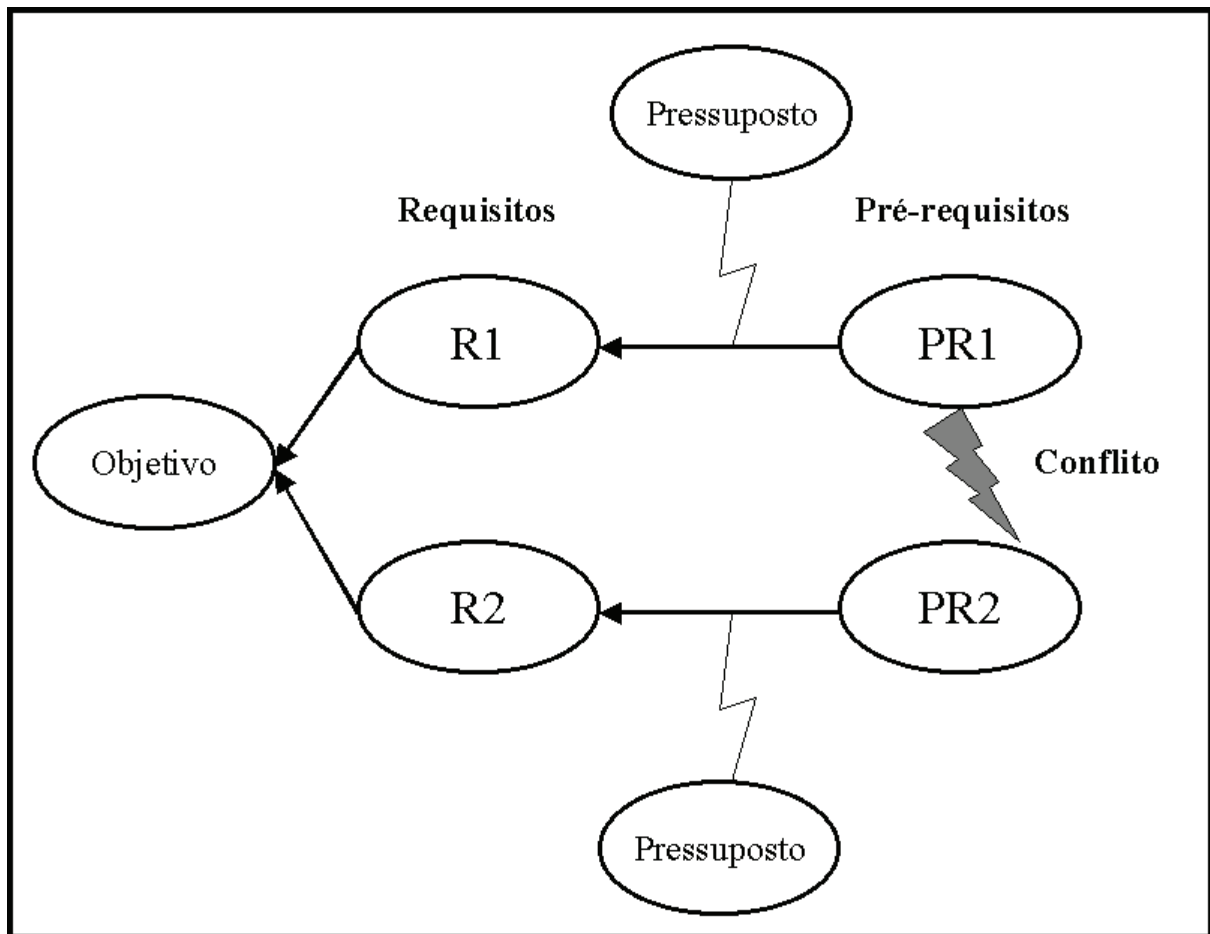 Pressuposto
Requisitos
Pré-requisitos
R1
PR1
Objetivo
Conflito
R2
PR2
Pressuposto